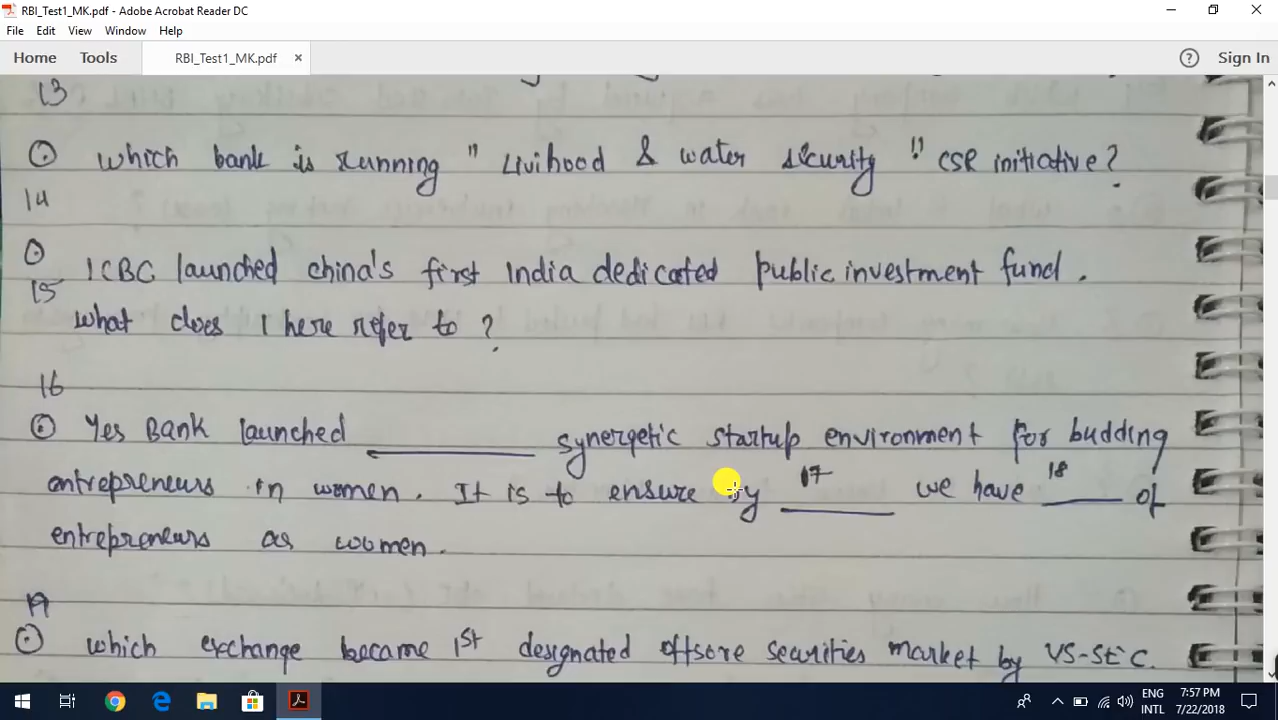 RBI_Test1_MK.pdf - Adobe Acrobat Reader DC
File Edit View Window Help
Home Tools RBI_Test1_MK.pdf × ? Sign In
13
which bank is running "Livihood & water security" CSR initiative?
14
ICBC launched china's first India dedicated public investment fund.
15
what does I here refer to?
16
Yes Bank launched ________ synergetic startup environment for budding
entrepreneurs in women. It is to ensure by 17 ______ we have 18 _____ of
entrepreneurs as women.
19
which exchange became 1st designated offsore securities market by US-SEC.
ENG 7:57 PM
INTL 7/22/2018